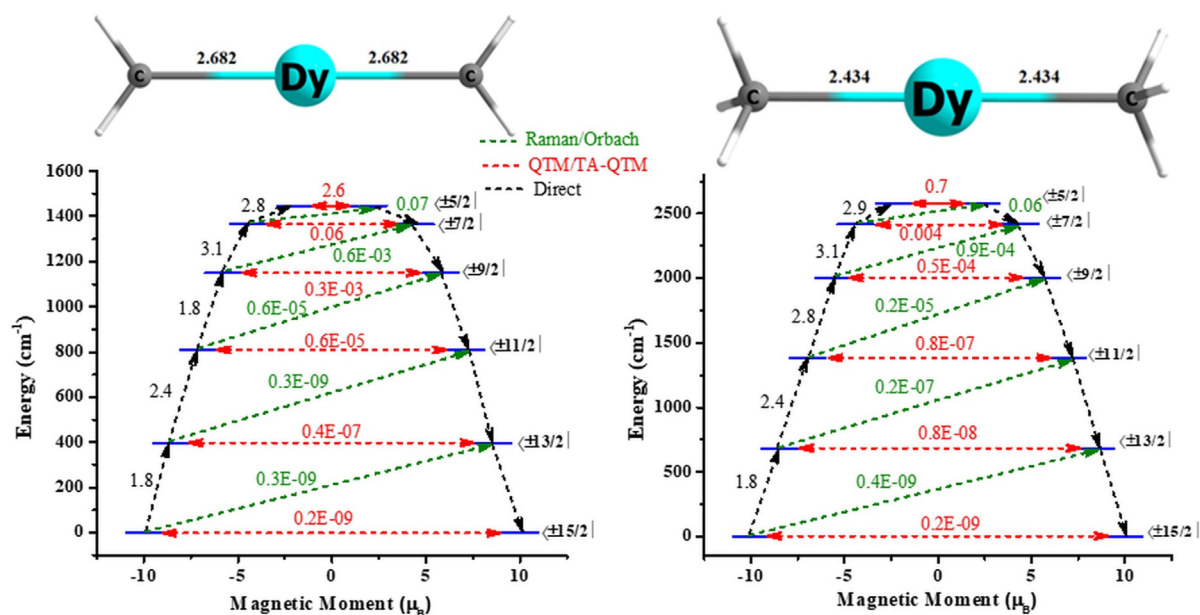 C 2.682 Dy 2.682 C
C 2.434 Dy 2.434 C
Raman/Orbach
QTM/TA-QTM
Direct
Energy (cm⁻¹)
1600
1400
1200
1000
800
600
400
200
0
2.8
2.6
0.07
⟨±5/2|
⟨±7/2|
0.06
3.1
0.6E-03
⟨±9/2|
0.3E-03
1.8
0.6E-05
⟨±11/2|
0.6E-05
2.4
0.3E-09
⟨±13/2|
0.4E-07
1.8
0.3E-09
0.2E-09
⟨±15/2|
-10 -5 0 5 10
Magnetic Moment (μB)
Energy (cm⁻¹)
2500
2000
1500
1000
500
0
2.9
0.7
0.06
⟨±5/2|
⟨±7/2|
0.004
3.1
0.9E-04
0.5E-04
⟨±9/2|
2.8
0.2E-05
⟨±11/2|
0.8E-07
2.4
0.2E-07
⟨±13/2|
0.8E-08
1.8
0.4E-09
0.2E-09
⟨±15/2|
-10 -5 0 5 10
Magnetic Moment (μB)